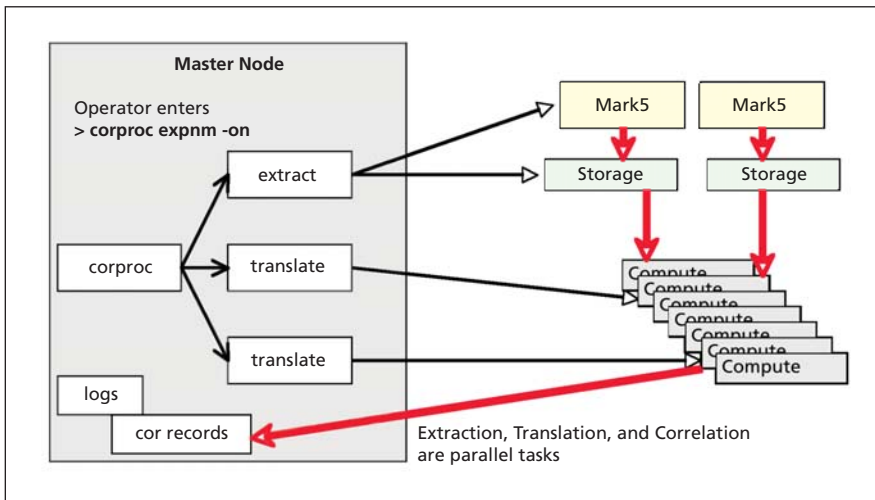 Master Node
Operator enters
> corproc expnm -on
Mark5
Mark5
extract
Storage
Storage
corproc
translate
Compute
Compute
Compute
Compute
Compute
Compute
Compute
translate
logs
cor records
Extraction, Translation, and Correlation
are parallel tasks